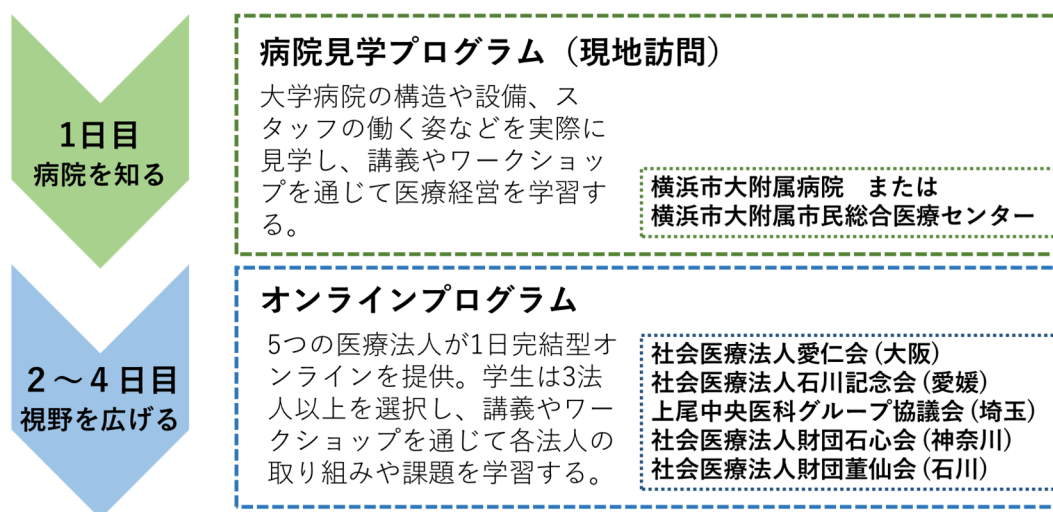 1日目
病院を知る
病院見学プログラム（現地訪問）
大学病院の構造や設備、ス
タッフの働く姿などを実際に
見学し、講義やワークショッ
プを通じて医療経営を学習す
る。
横浜市大附属病院　または
横浜市大附属市民総合医療センター
2～4日目
視野を広げる
オンラインプログラム
5つの医療法人が1日完結型オ
ンラインを提供。学生は3法
人以上を選択し、講義やワー
クショップを通じて各法人の
取り組みや課題を学習する。
社会医療法人愛仁会(大阪)
社会医療法人石川記念会(愛媛)
上尾中央医科グループ協議会(埼玉)
社会医療法人財団石心会(神奈川)
社会医療法人財団董仙会(石川)